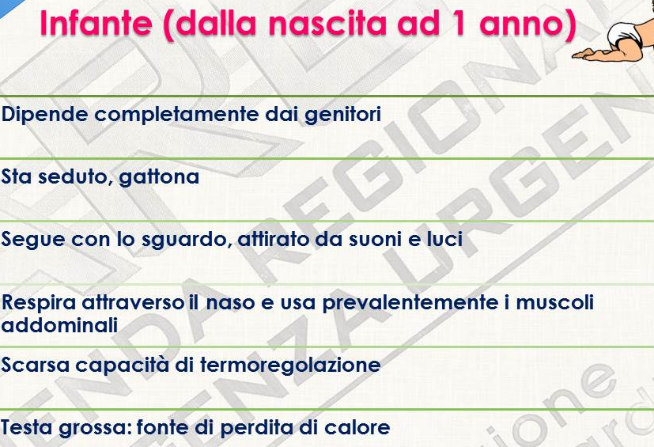 Infante (dalla nascita ad 1 anno)
Dipende completamente dai genitori
Sta seduto, gattona
Segue con lo sguardo, attirato da suoni e luci
Respira attraverso il naso e usa prevalentemente i muscoli
addominali
Scarsa capacità di termoregolazione
Testa grossa: fonte di perdita di calore